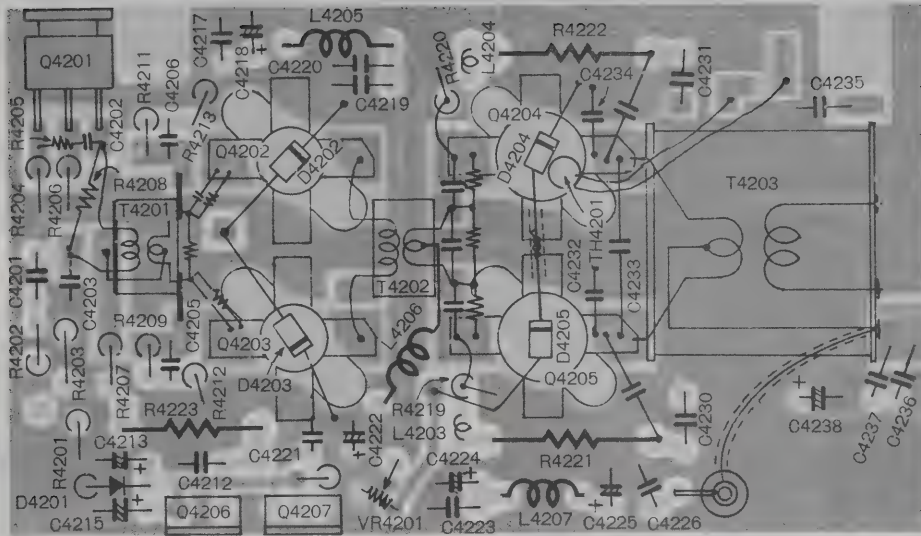 C4217
C4218
+
L4205
R4220
L4204
R4222
Q4201
R4211
C4206
C4220
C4219
C4234
C4231
C4235
R4205
C4202
R4213
Q4202
D4202
Q4204
D4204
R4204
R4206
R4208
T4201
TH4201
T4203
C4201
C4203
C4205
T4202
C4232
C4233
R4202
R4203
R4209
R4207
R4212
Q4203
D4203
L4206
D4205
Q4205
R4219
L4203
R4223
C4221
+
C4222
C4230
+
C4238
C4237
C4236
R4201
C4213
+
C4212
C4224
+
R4221
D4201
C4215
+
Q4206
Q4207
VR4201
C4223
L4207
+
C4225
C4226